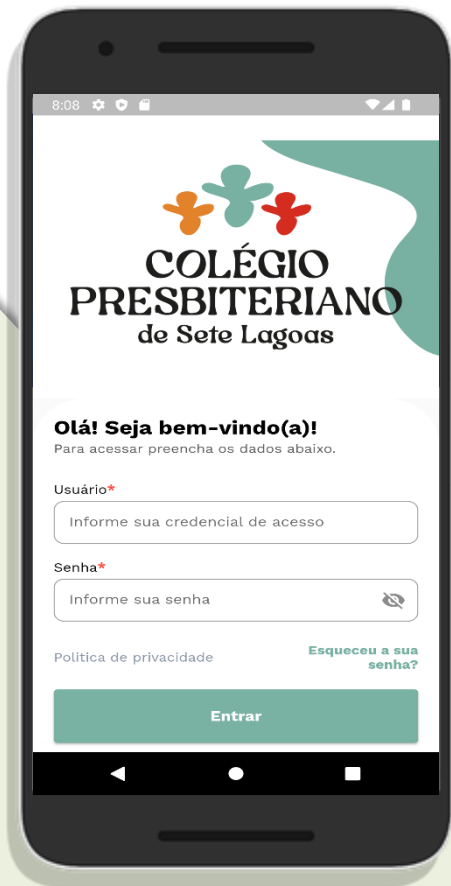 8:08
COLÉGIO
PRESBITERIANO
de Sete Lagoas
Olá! Seja bem-vindo(a)!
Para acessar preencha os dados abaixo.
Usuário*
Informe sua credencial de acesso
Senha*
Informe sua senha
Politica de privacidade
Esqueceu a sua
senha?
Entrar